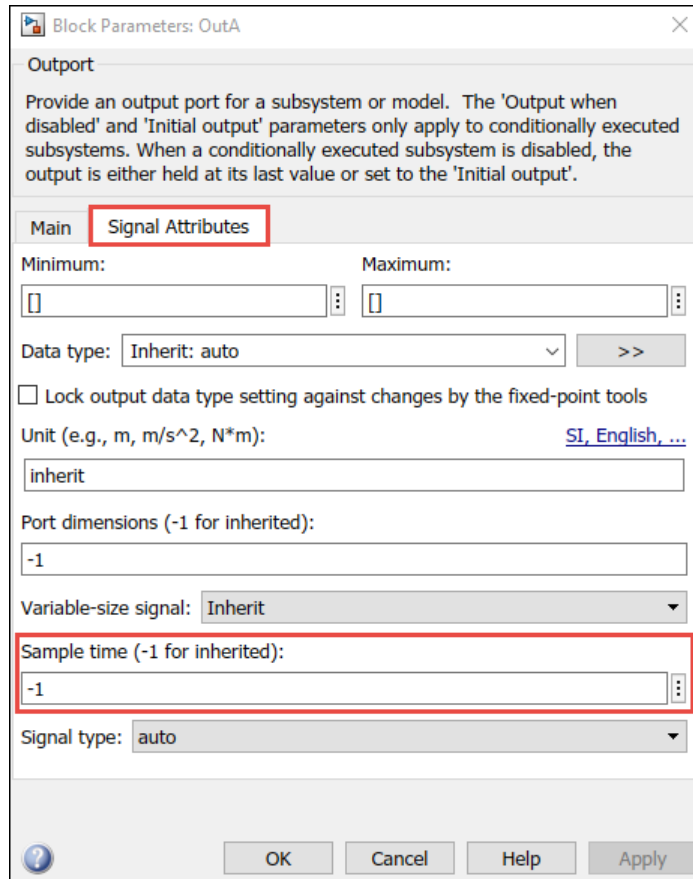 Block Parameters: OutA
Outport
Provide an output port for a subsystem or model.  The 'Output when
disabled' and 'Initial output' parameters only apply to conditionally executed
subsystems. When a conditionally executed subsystem is disabled, the
output is either held at its last value or set to the 'Initial output'.
Main Signal Attributes
Minimum: Maximum:
[] []
Data type: Inherit: auto >>
Lock output data type setting against changes by the fixed-point tools
Unit (e.g., m, m/s^2, N*m): SI, English, ...
inherit
Port dimensions (-1 for inherited):
-1
Variable-size signal: Inherit
Sample time (-1 for inherited):
-1
Signal type: auto
? OK Cancel Help Apply